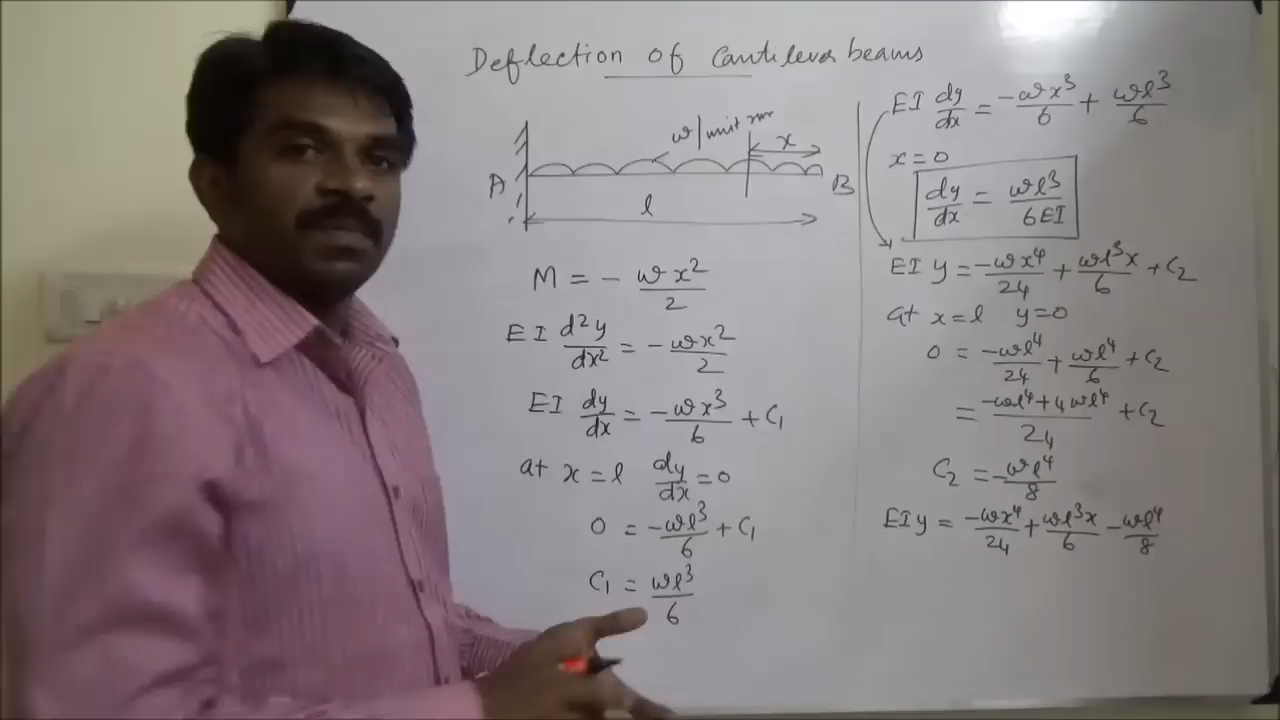 Deflection of Cantilever beams
w/unit run
x
A
B
l
M = - wx²/2
EI d²y/dx² = - wx²/2
EI dy/dx = -wx³/6 + C₁
at x = l dy/dx = 0
0 = -wl³/6 + C₁
C₁ = wl³/6
EI dy/dx = -wx³/6 + wl³/6
x = 0
dy/dx = wl³/6EI
EI y = -wx⁴/24 + wl³x/6 + C₂
at x = l y = 0
0 = -wl⁴/24 + wl⁴/6 + C₂
= -wl⁴ + 4wl⁴/24 + C₂
C₂ = -wl⁴/8
EIy = -wx⁴/24 + wl³x/6 - wl⁴/8